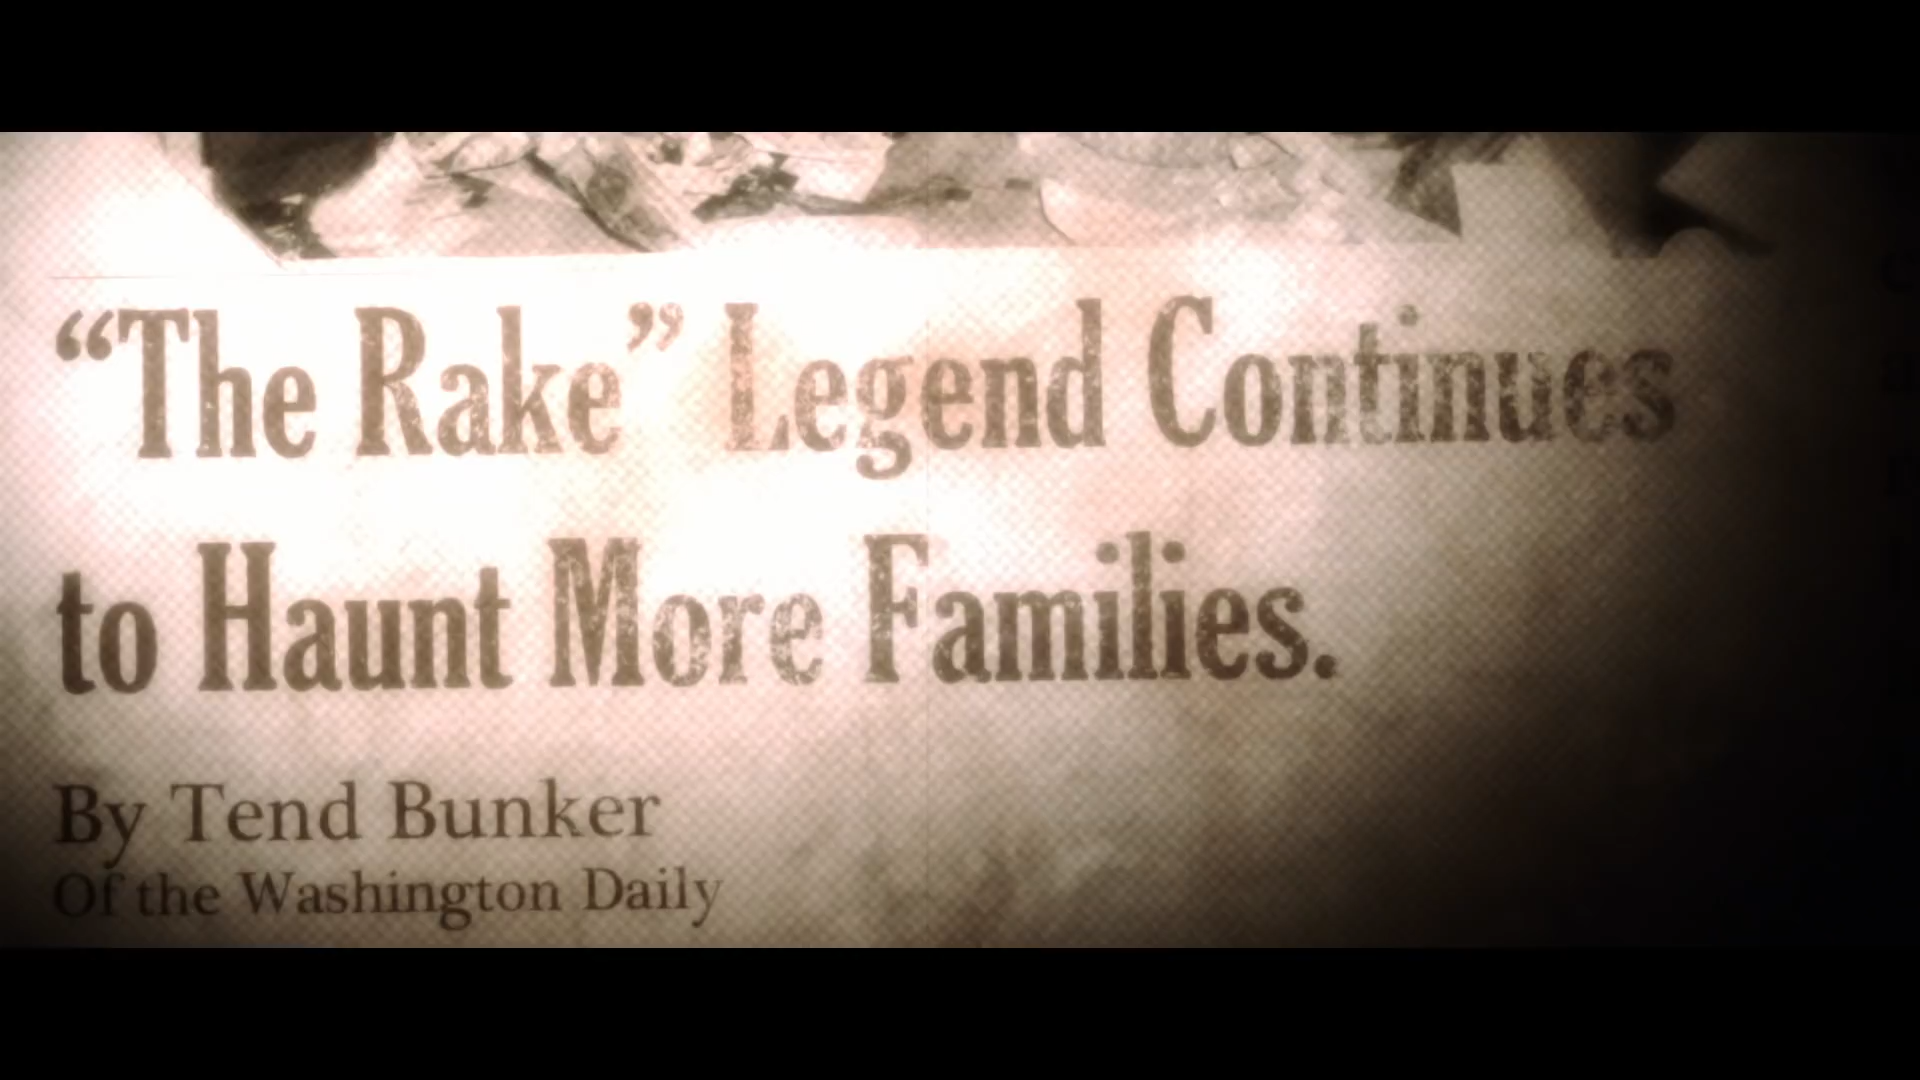 “The Rake” Legend Continues
to Haunt More Families.
By Tend Bunker
Of the Washington Daily